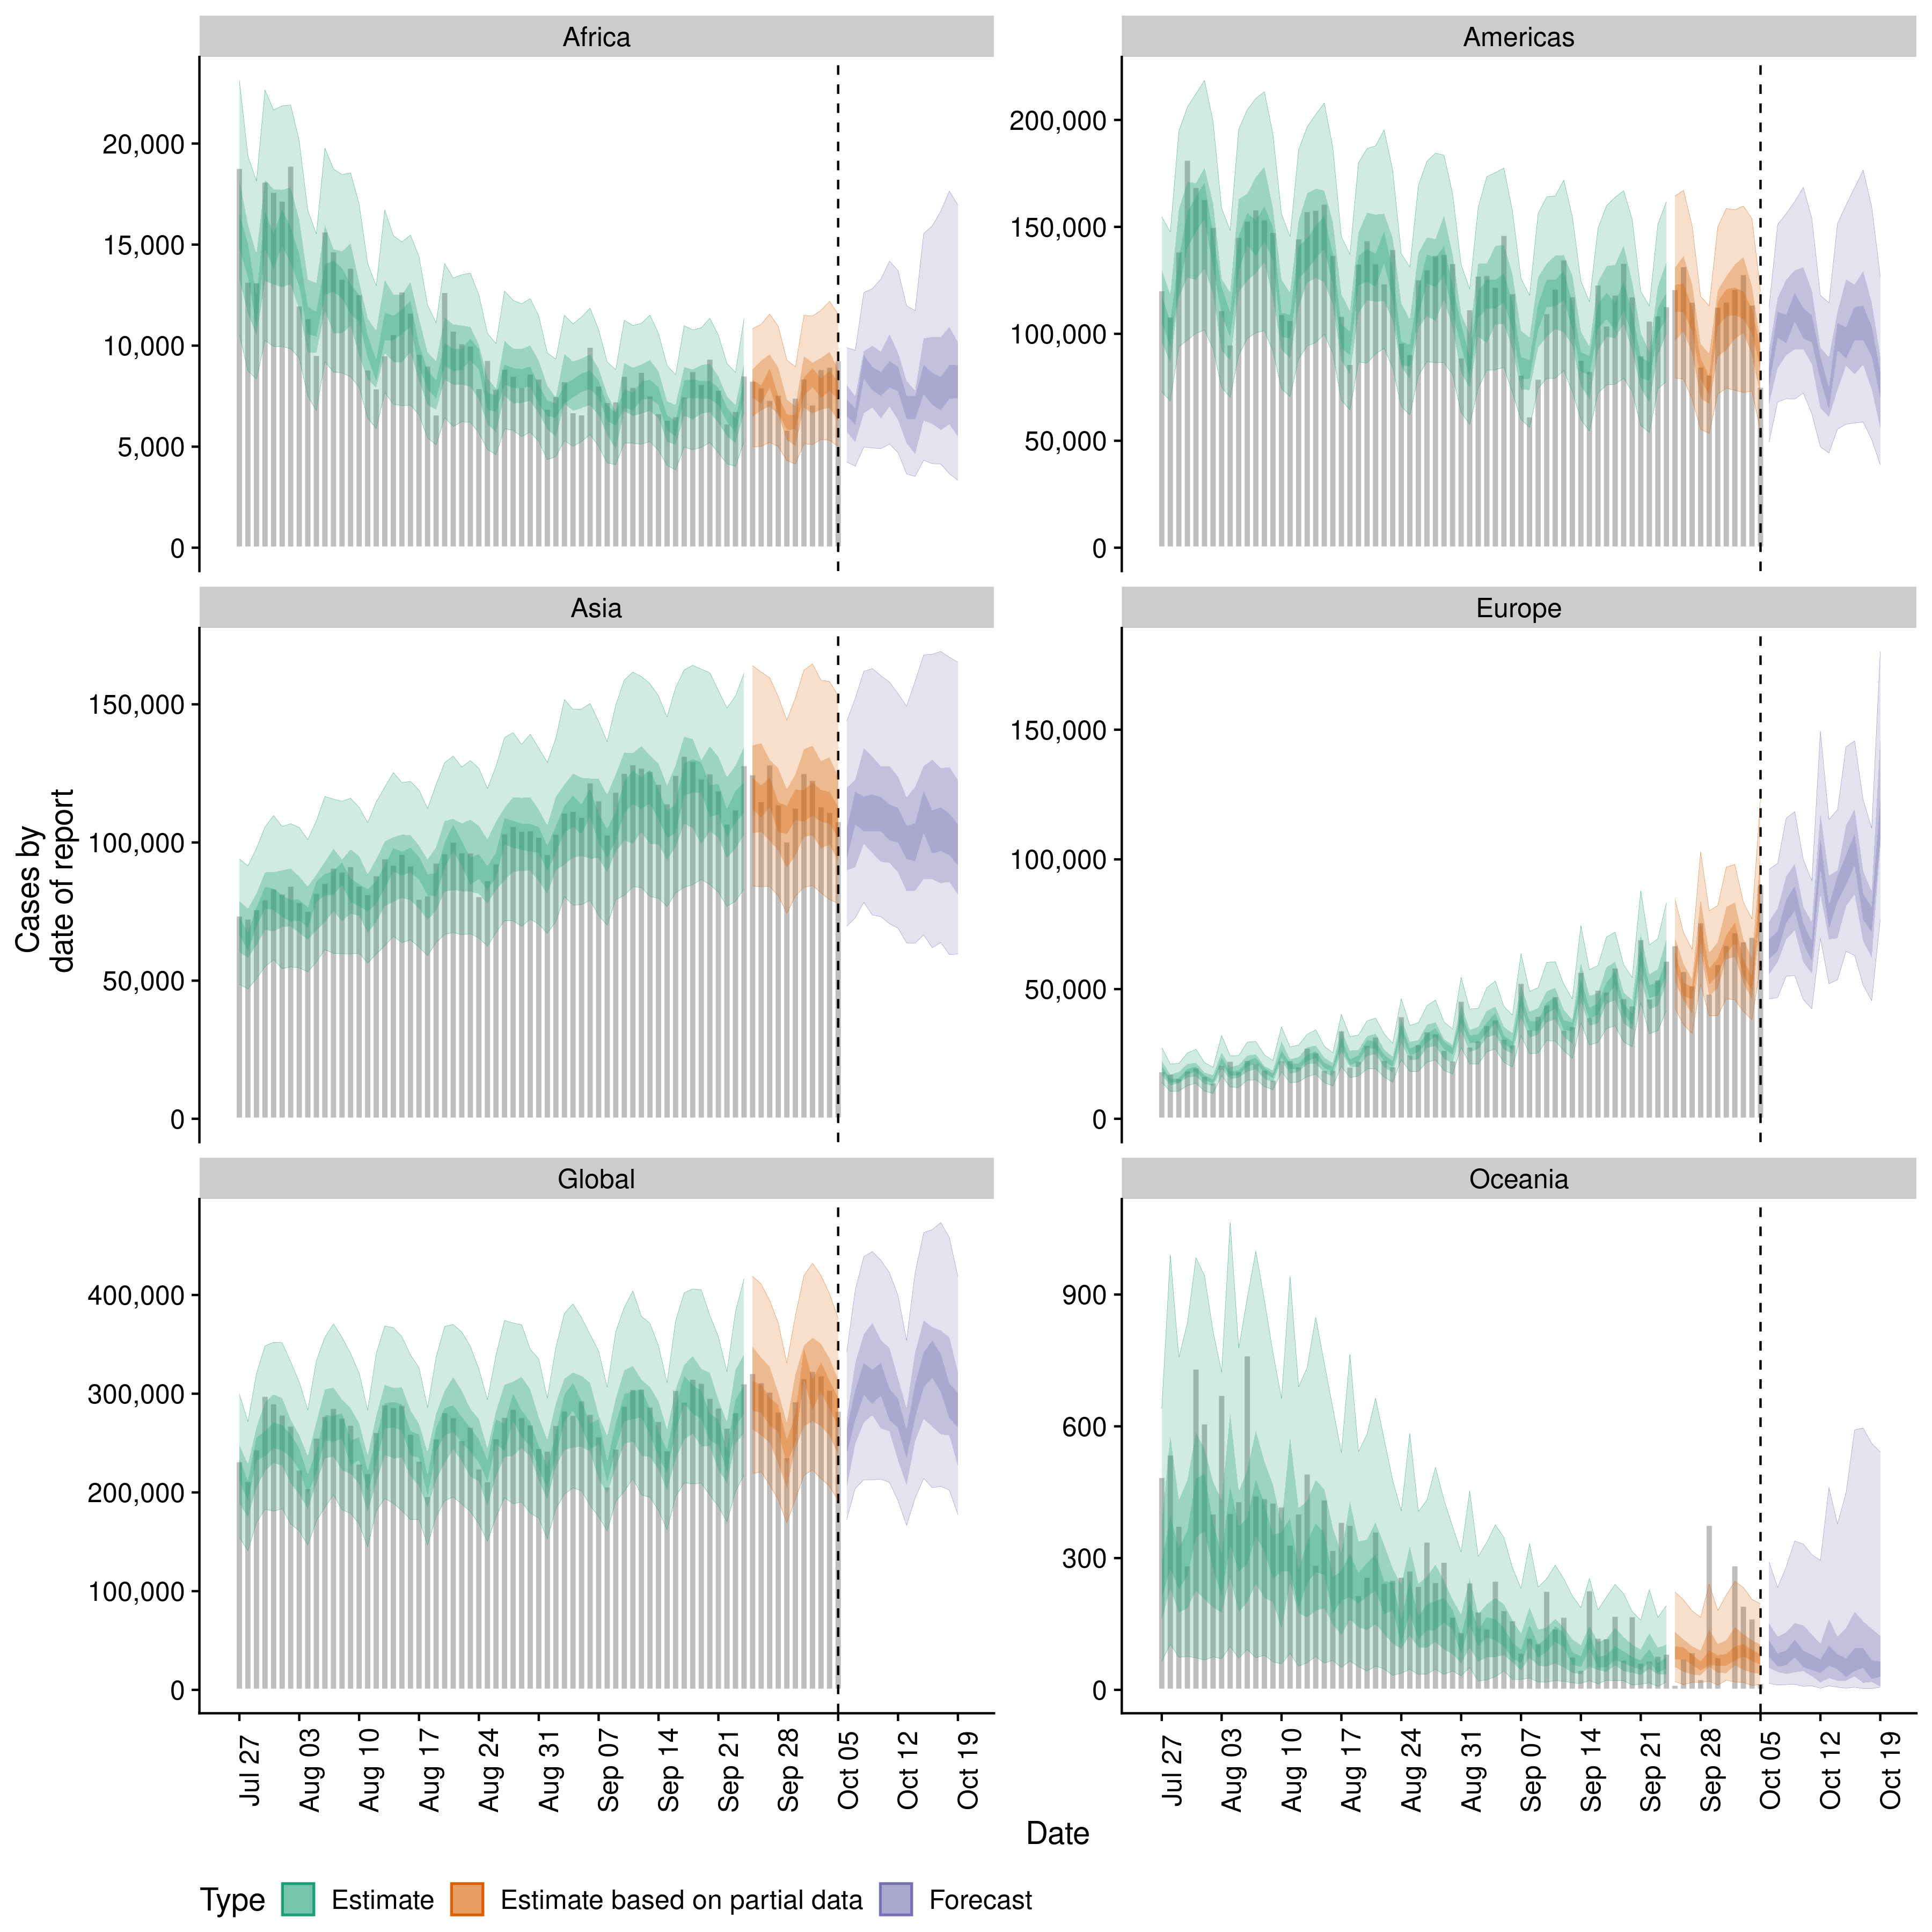 Africa
Americas
20,000
15,000
10,000
5,000
0
200,000
150,000
100,000
50,000
0
Asia
Europe
150,000
100,000
50,000
0
150,000
100,000
50,000
0
Cases by
date of report
Global
Oceania
400,000
300,000
200,000
100,000
0
900
600
300
0
Jul 27
Aug 03
Aug 10
Aug 17
Aug 24
Aug 31
Sep 07
Sep 14
Sep 21
Sep 28
Oct 05
Oct 12
Oct 19
Jul 27
Aug 03
Aug 10
Aug 17
Aug 24
Aug 31
Sep 07
Sep 14
Sep 21
Sep 28
Oct 05
Oct 12
Oct 19
Date
Type Estimate Estimate based on partial data Forecast